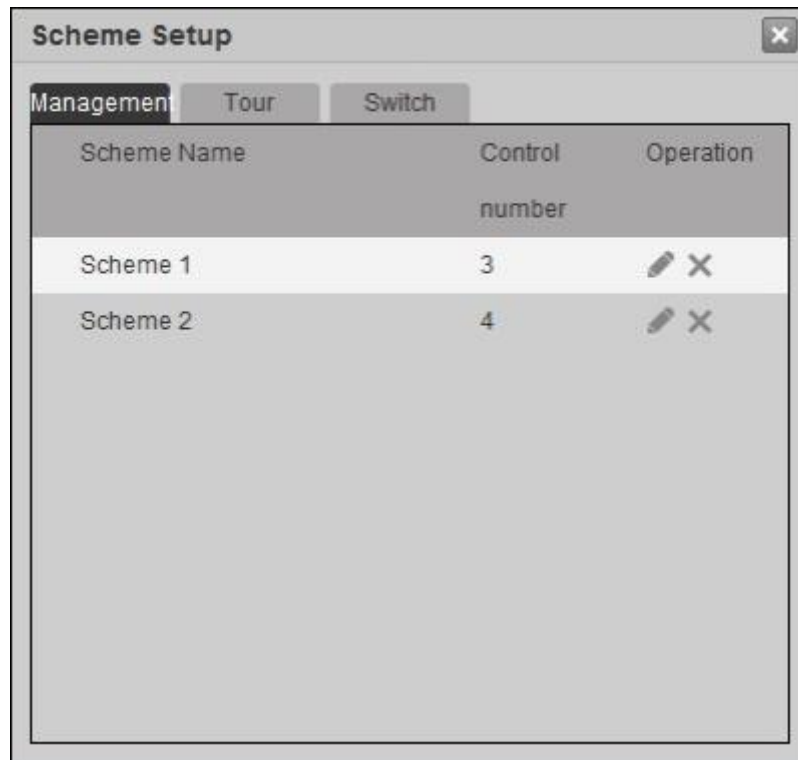 Scheme Setup
Management Tour Switch
Scheme Name Control Operation
number
Scheme 1 3
Scheme 2 4